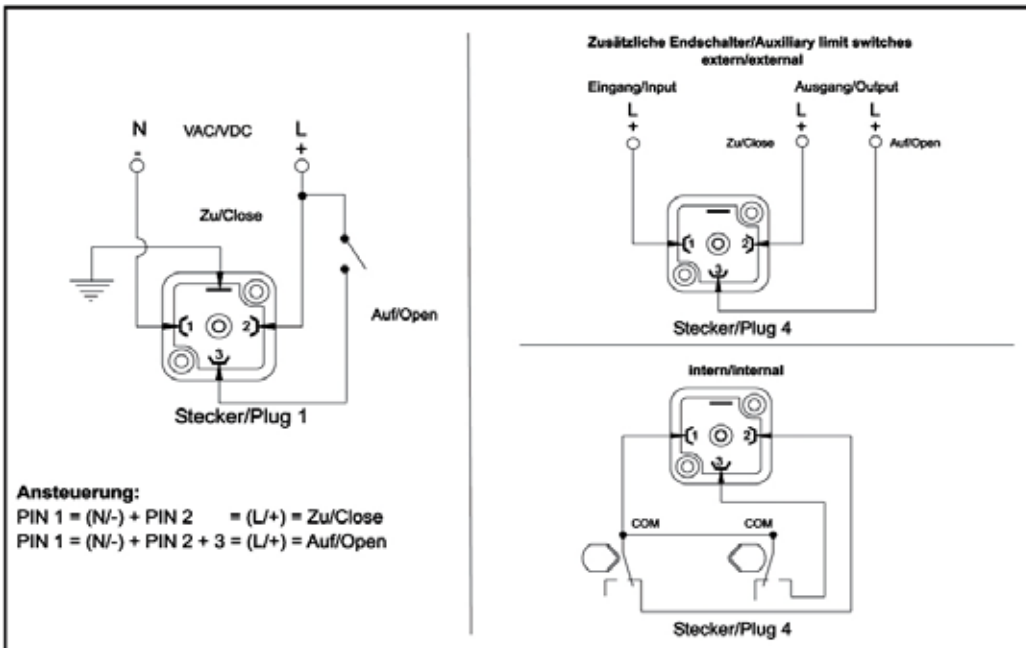 N VAC/VDC L
- +
Zu/Close
1 2
3
Auf/Open
Stecker/Plug 1
Ansteuerung:
PIN 1 = (N/-) + PIN 2 = (L/+) = Zu/Close
PIN 1 = (N/-) + PIN 2 + 3 = (L/+) = Auf/Open
Zusätzliche Endschalter/Auxiliary limit switches
extern/external
Eingang/Input Ausgang/Output
L L L
+ + +
Zu/Close Auf/Open
1 2
3
Stecker/Plug 4
intern/internal
1 2
3
COM COM
Stecker/Plug 4